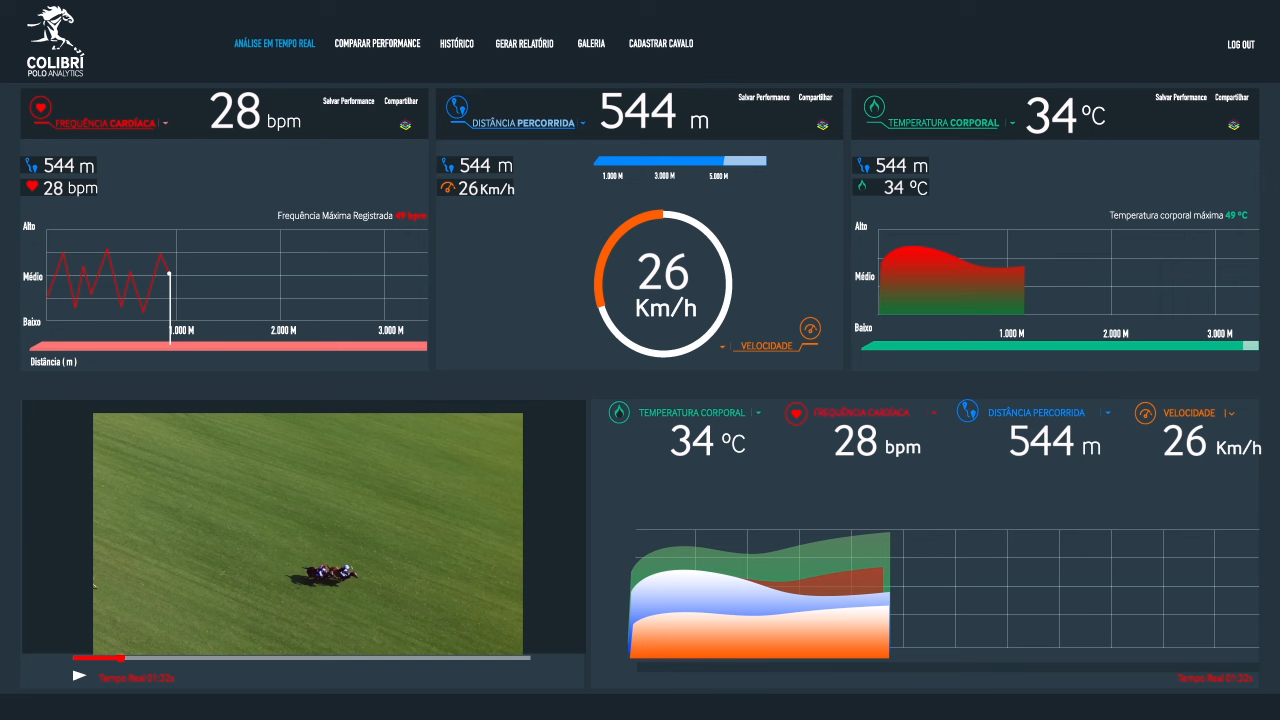 COLIBRÍ
POLO ANALYTICS
ANÁLISE EM TEMPO REAL
COMPARAR PERFORMANCE
HISTÓRICO
GERAR RELATÓRIO
GALERIA
CADASTRAR CAVALO
LOG OUT
FREQUÊNCIA CARDÍACA
28 bpm
Salvar Performance
Compartilhar
544 m
28 bpm
Frequência Máxima Registrada 49 bpm
Alto
Médio
Baixo
1.000 M
2.000 M
3.000 M
Distância ( m )
DISTÂNCIA PERCORRIDA
544 m
Salvar Performance
Compartilhar
544 m
26 Km/h
1.000 M
3.000 M
5.000 M
26
Km/h
VELOCIDADE
TEMPERATURA CORPORAL
34 ºC
Salvar Performance
Compartilhar
544 m
34 ºC
Temperatura corporal máxima 49 ºC
Alto
Médio
Baixo
1.000 M
2.000 M
3.000 M
Tempo Real 01:32s
TEMPERATURA CORPORAL
34 ºC
FREQUÊNCIA CARDÍACA
28 bpm
DISTÂNCIA PERCORRIDA
544 m
VELOCIDADE
26 Km/h
Tempo Real 01:32s